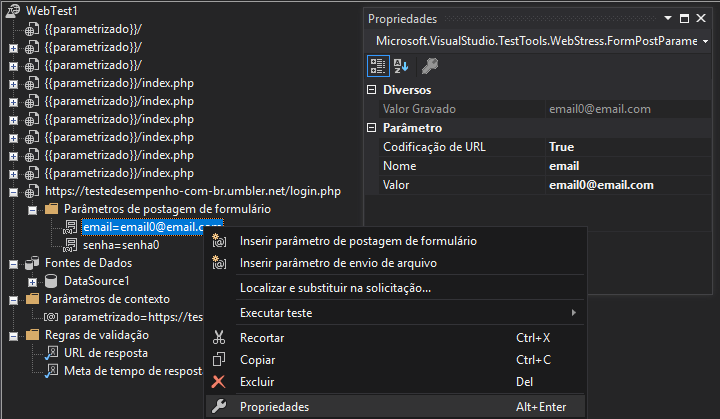 WebTest1
{{parametrizado}}/
{{parametrizado}}/
{{parametrizado}}/
{{parametrizado}}/index.php
{{parametrizado}}/index.php
{{parametrizado}}/index.php
{{parametrizado}}/index.php
{{parametrizado}}/index.php
{{parametrizado}}/index.php
https://testedesempenho-com-br.umbler.net/login.php
Parâmetros de postagem de formulário
email=email0@email.com
senha=senha0
Fontes de Dados
DataSource1
Parâmetros de contexto
parametrizado=https://tes
Regras de validação
URL de resposta
Meta de tempo de resposta
Propriedades
Microsoft.VisualStudio.TestTools.WebStress.FormPostParame
Diversos
Valor Gravado email0@email.com
Parâmetro
Codificação de URL True
Nome email
Valor email0@email.com
Inserir parâmetro de postagem de formulário
Inserir parâmetro de envio de arquivo
Localizar e substituir na solicitação...
Executar teste
Recortar Ctrl+X
Copiar Ctrl+C
Excluir Del
Propriedades Alt+Enter